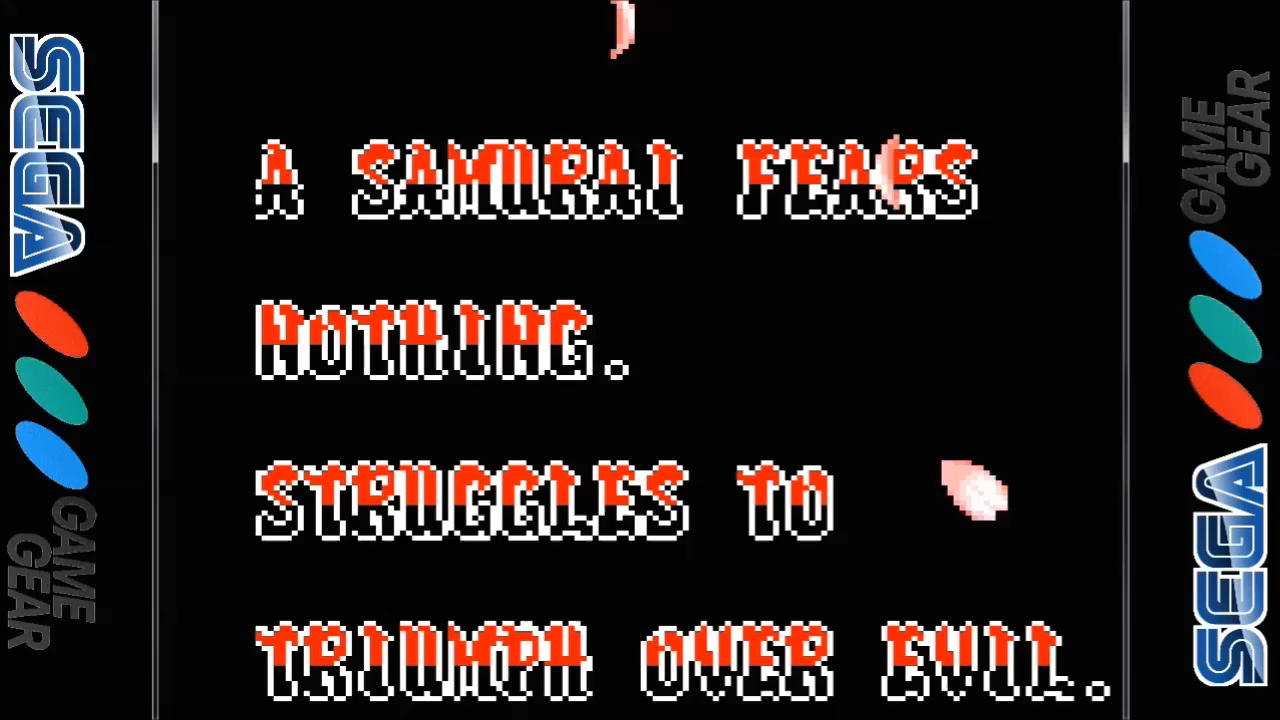 SEGA
GAME GEAR
A SAMURAI FEARS
NOTHING.
STRUGGLES TO
TRIUMPH OVER EVIL.
GAME GEAR
SEGA